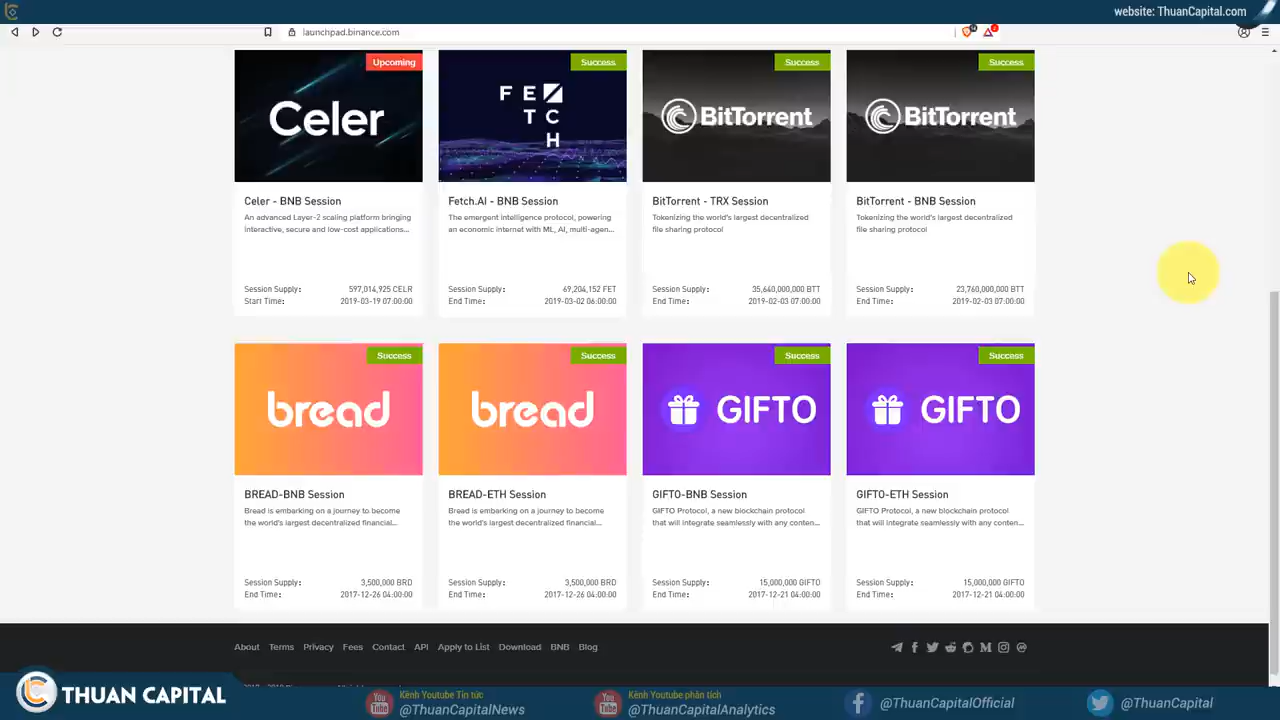 website: ThuanCapital.com
launchpad.binance.com
Upcoming
Celer
Celer - BNB Session
An advanced Layer-2 scaling platform bringing
interactive, secure and low-cost applications...
Session Supply: 597,014,925 CELR
Start Time: 2019-03-19 07:00:00
Success
FETCH
Fetch.AI - BNB Session
The emergent intelligence protocol, powering
an economic internet with ML, AI, multi-agen...
Session Supply: 69,204,152 FET
End Time: 2019-03-02 06:00:00
Success
BitTorrent
BitTorrent - TRX Session
Tokenizing the world's largest decentralized
file sharing protocol
Session Supply: 35,640,000,000 BTT
End Time: 2019-02-03 07:00:00
Success
BitTorrent
BitTorrent - BNB Session
Tokenizing the world's largest decentralized
file sharing protocol
Session Supply: 23,760,000,000 BTT
End Time: 2019-02-03 07:00:00
Success
bread
BREAD-BNB Session
Bread is embarking on a journey to become
the world's largest decentralized financial...
Session Supply: 3,500,000 BRD
End Time: 2017-12-26 04:00:00
Success
bread
BREAD-ETH Session
Bread is embarking on a journey to become
the world's largest decentralized financial...
Session Supply: 3,500,000 BRD
End Time: 2017-12-26 04:00:00
Success
GIFTO
GIFTO-BNB Session
GIFTO Protocol, a new blockchain protocol
that will integrate seamlessly with any conten...
Session Supply: 15,000,000 GIFTO
End Time: 2017-12-21 04:00:00
Success
GIFTO
GIFTO-ETH Session
GIFTO Protocol, a new blockchain protocol
that will integrate seamlessly with any conten...
Session Supply: 15,000,000 GIFTO
End Time: 2017-12-21 04:00:00
About Terms Privacy Fees Contact API Apply to List Download BNB Blog
THUAN CAPITAL
Kênh Youtube Tin tức:
@ThuanCapitalNews
Kênh Youtube phân tích
@ThuanCapitalAnalytics
@ThuanCapitalOfficial
@ThuanCapital